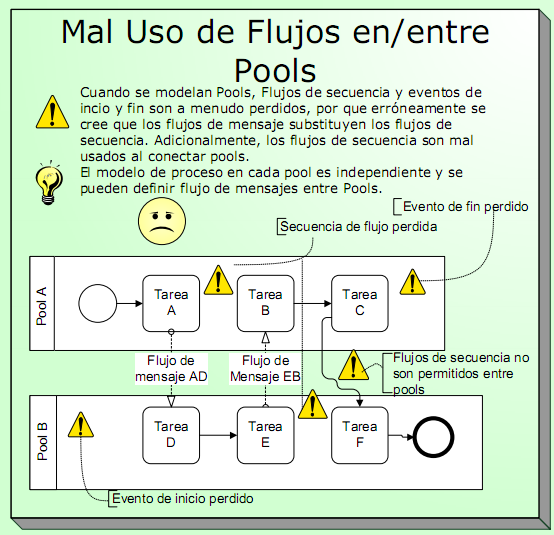 Mal Uso de Flujos en/entre
Pools
Cuando se modelan Pools, Flujos de secuencia y eventos de
incio y fin son a menudo perdidos, por que erróneamente se
cree que los flujos de mensaje substituyen los flujos de
secuencia. Adicionalmente, los flujos de secuencia son mal
usados al conectar pools.
El modelo de proceso en cada pool es independiente y se
pueden definir flujo de mensajes entre Pools.
Evento de fin perdido
Secuencia de flujo perdida
Pool A
Tarea
A
Tarea
B
Tarea
C
Flujo de
mensaje AD
Flujo de
Mensaje EB
Flujos de secuencia no
son permitidos entre
pools
Pool B
Tarea
D
Tarea
E
Tarea
F
Evento de inicio perdido